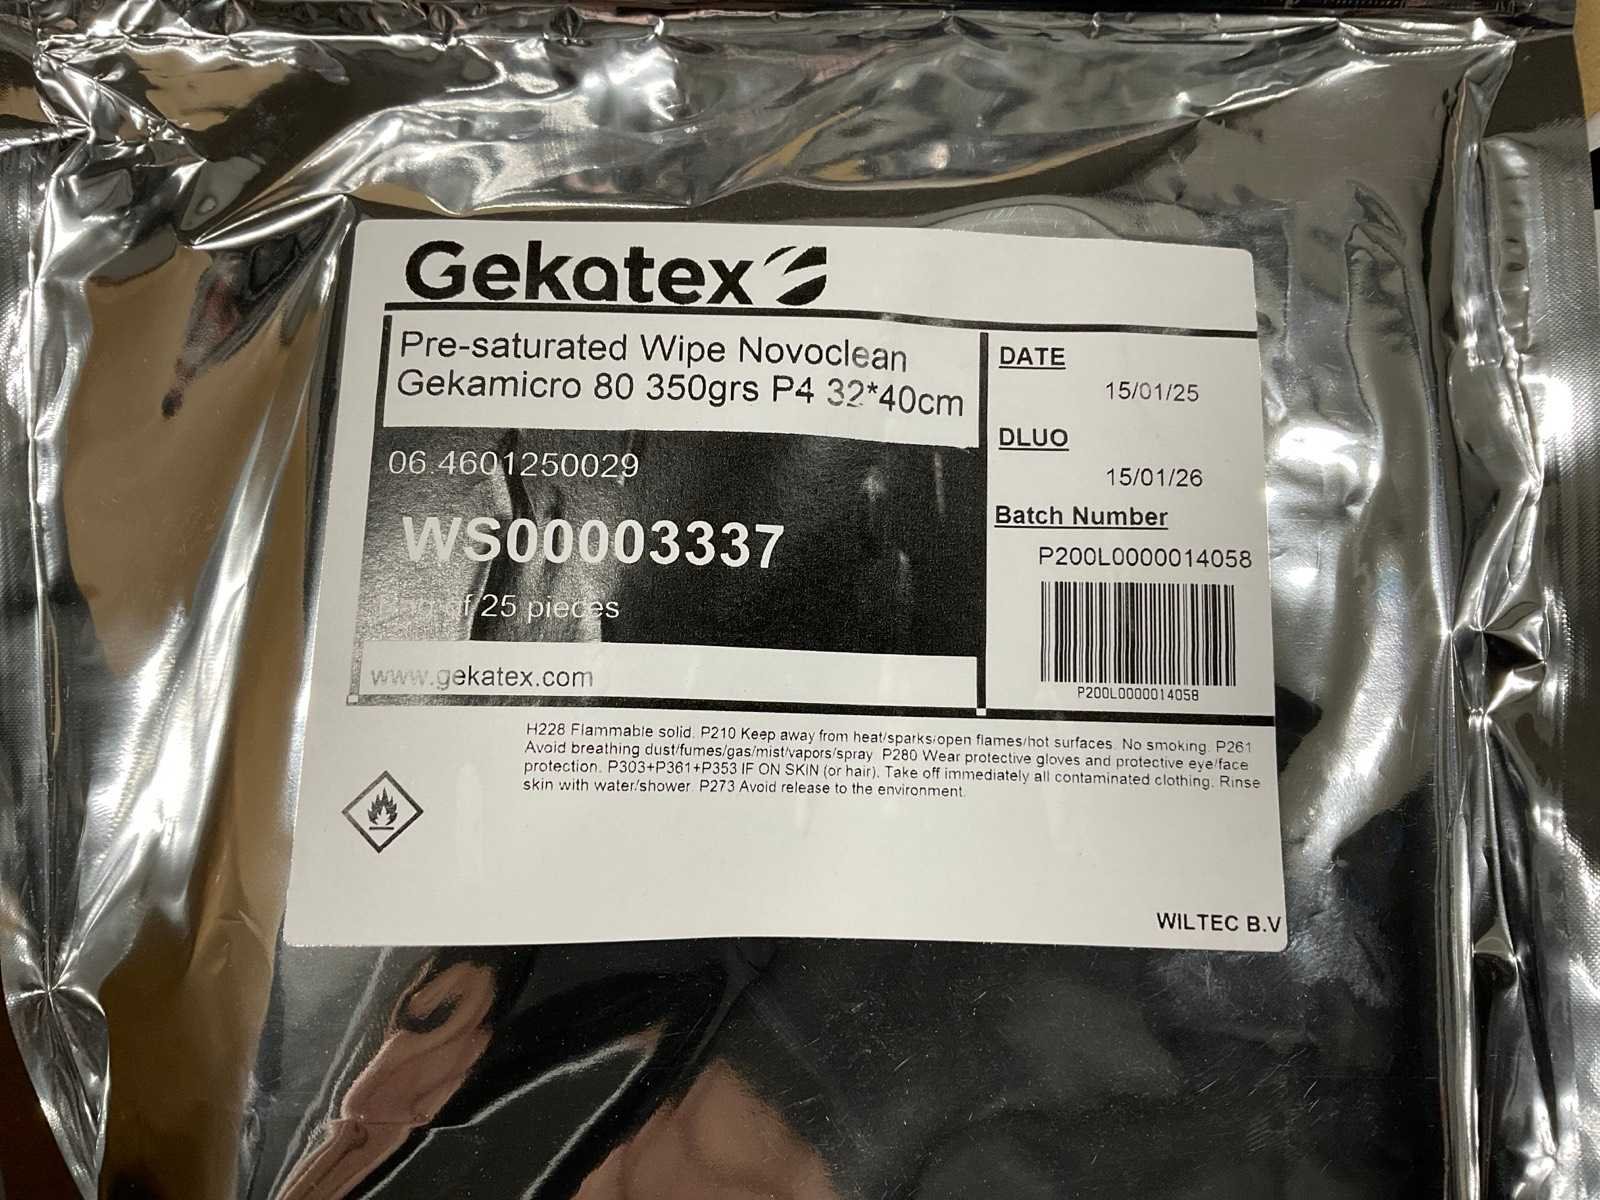 Gekatex
Pre-saturated Wipe Novoclean
Gekamicro 80 350grs P4 32*40cm
06.4601250029
WS00003337
Bag of 25 pieces
www.gekatex.com
DATE
15/01/25
DLUO
15/01/26
Batch Number
P200L0000014058
P200L0000014058
H228 Flammable solid. P210 Keep away from heat/sparks/open flames/hot surfaces. No smoking. P261
Avoid breathing dust/fumes/gas/mist/vapors/spray. P280 Wear protective gloves and protective eye/face
protection. P303+P361+P353 IF ON SKIN (or hair). Take off immediately all contaminated clothing. Rinse
skin with water/shower. P273 Avoid release to the environment.
WILTEC B.V